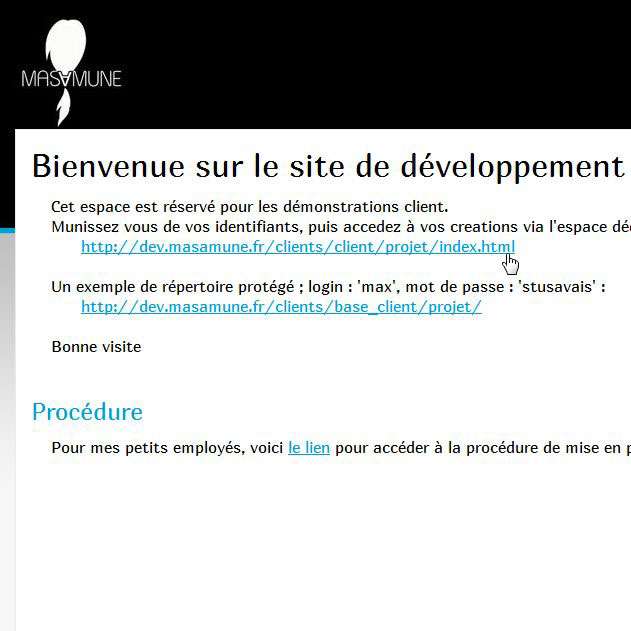 MASAMUNE
Bienvenue sur le site de développement
Cet espace est réservé pour les démonstrations client.
Munissez vous de vos identifiants, puis accedez à vos creations via l'espace
http://dev.masamune.fr/clients/client/projet/index.html
Un exemple de répertoire protégé ; login : 'max', mot de passe : 'stusavais' :
http://dev.masamune.fr/clients/base_client/projet/
Bonne visite
Procédure
Pour mes petits employés, voici le lien pour accéder à la procédure de mise en